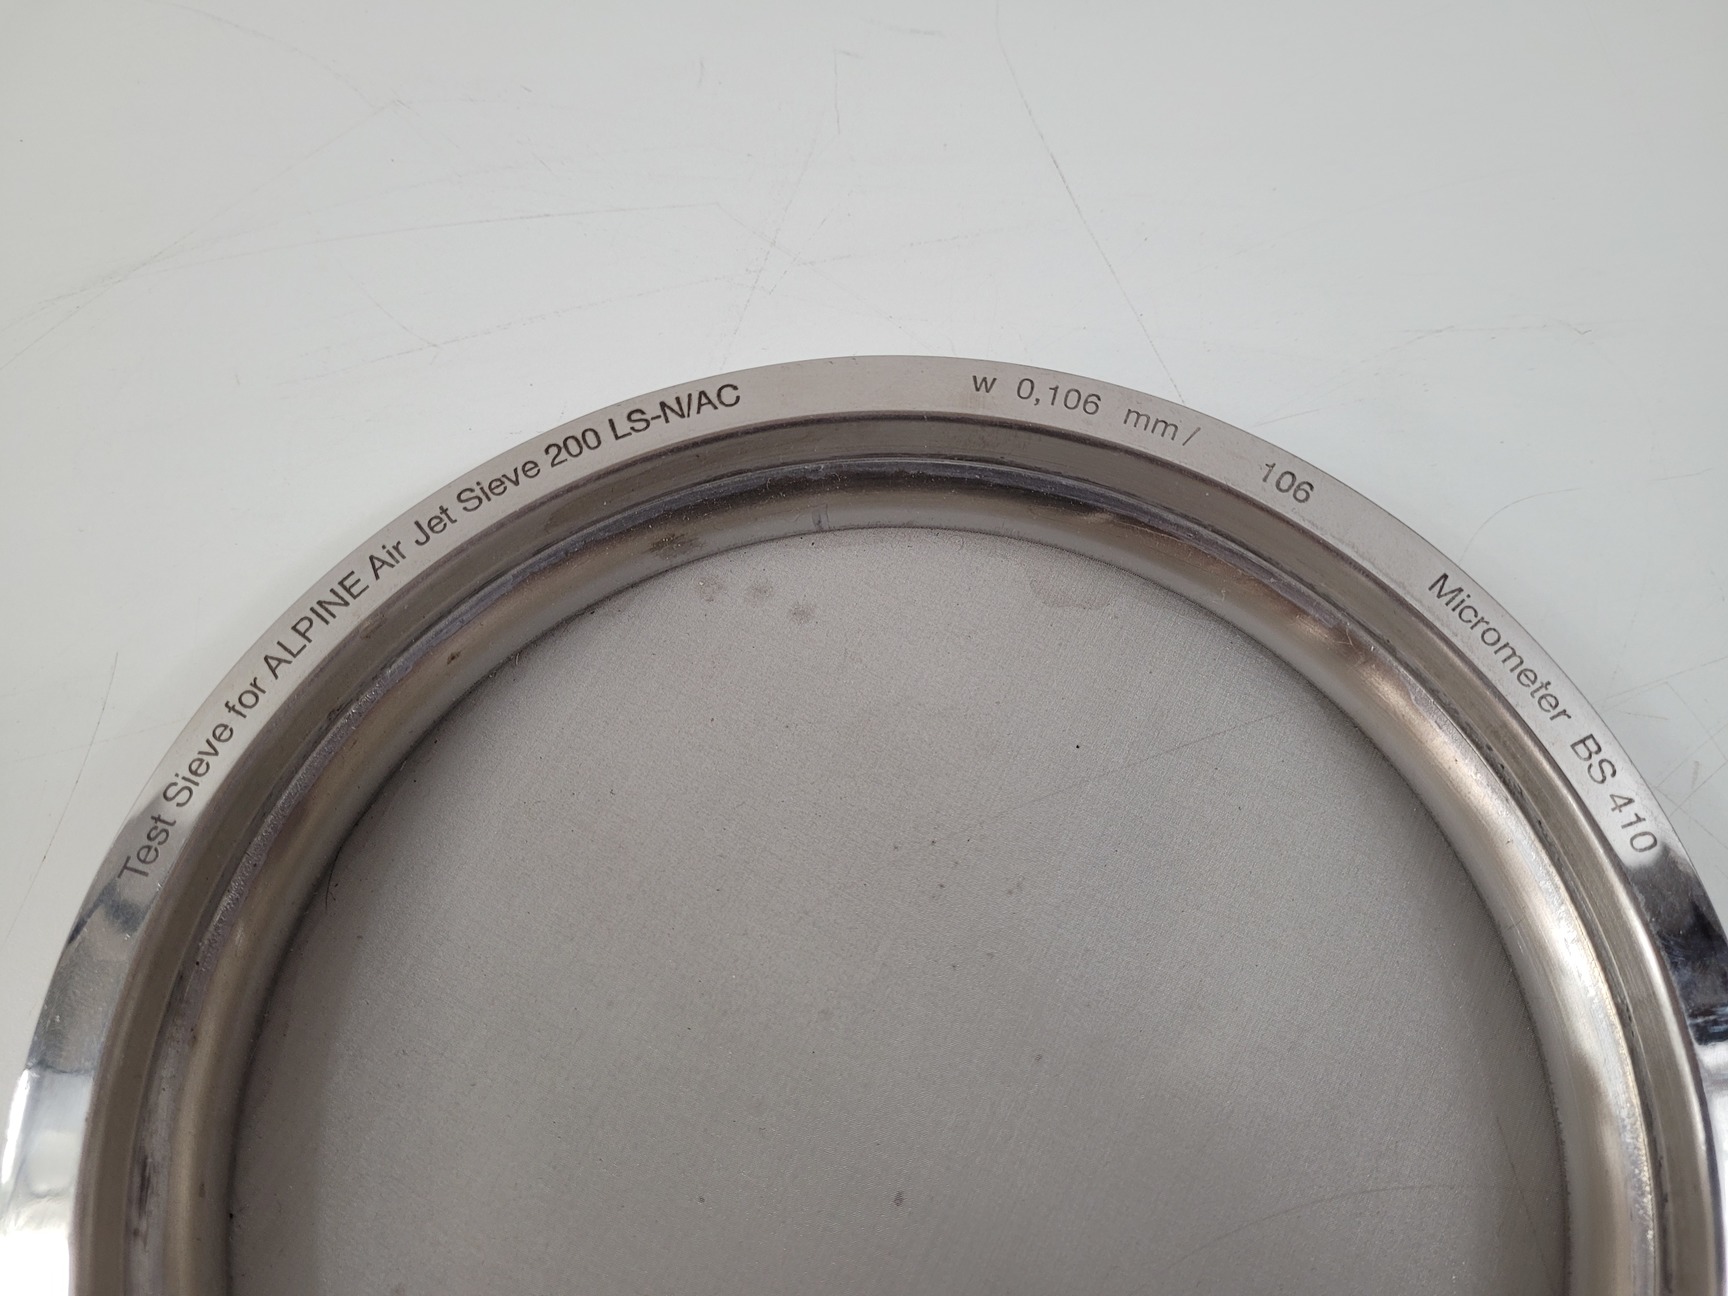 Test Sieve for ALPINE Air Jet Sieve 200 LS-N/AC w 0,106 mm / 106 Micrometer BS 410